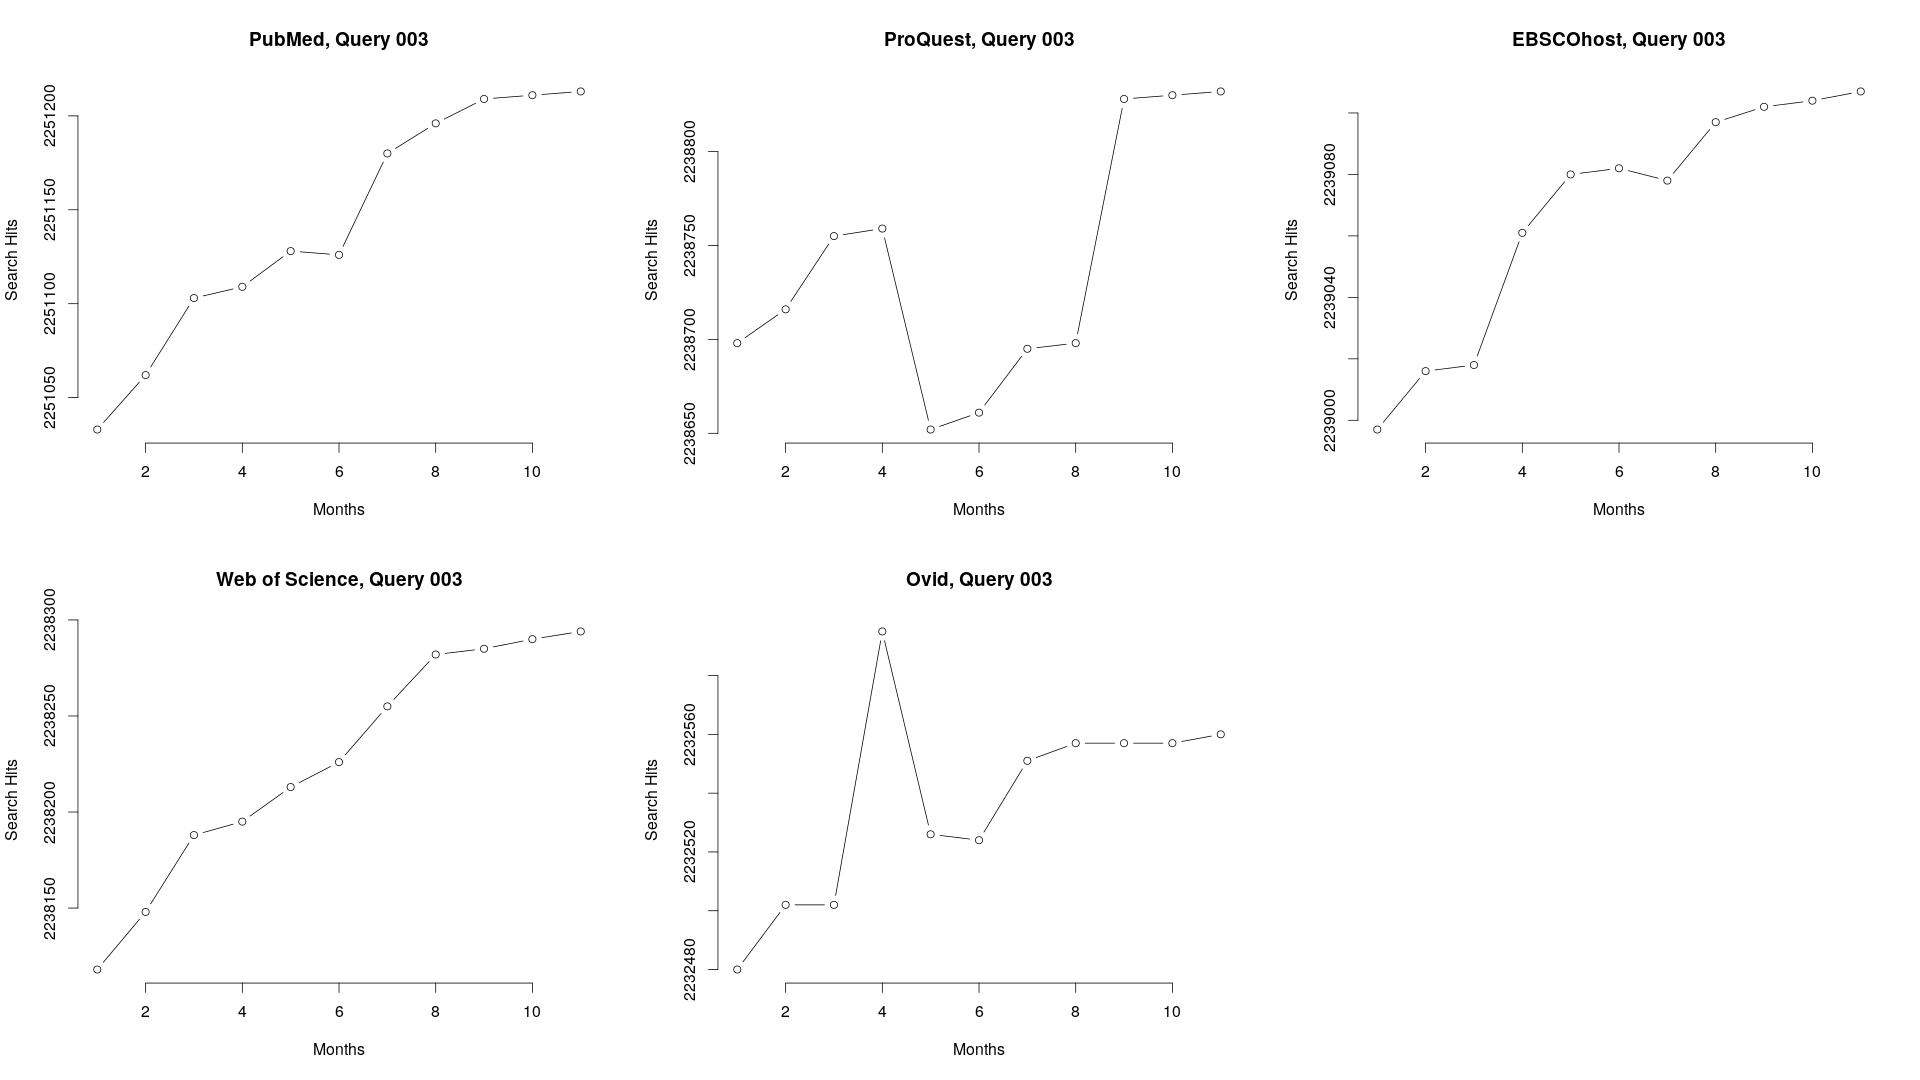 PubMed, Query 003
Search Hits
2251200
2251150
2251100
2251050
2 4 6 8 10
Months
ProQuest, Query 003
Search Hits
2238800
2238750
2238700
2238650
2 4 6 8 10
Months
EBSCOhost, Query 003
Search Hits
2239080
2239040
2239000
2 4 6 8 10
Months
Web of Science, Query 003
Search Hits
2238300
2238250
2238200
2238150
2 4 6 8 10
Months
Ovid, Query 003
Search Hits
2232560
2232520
2232480
2 4 6 8 10
Months